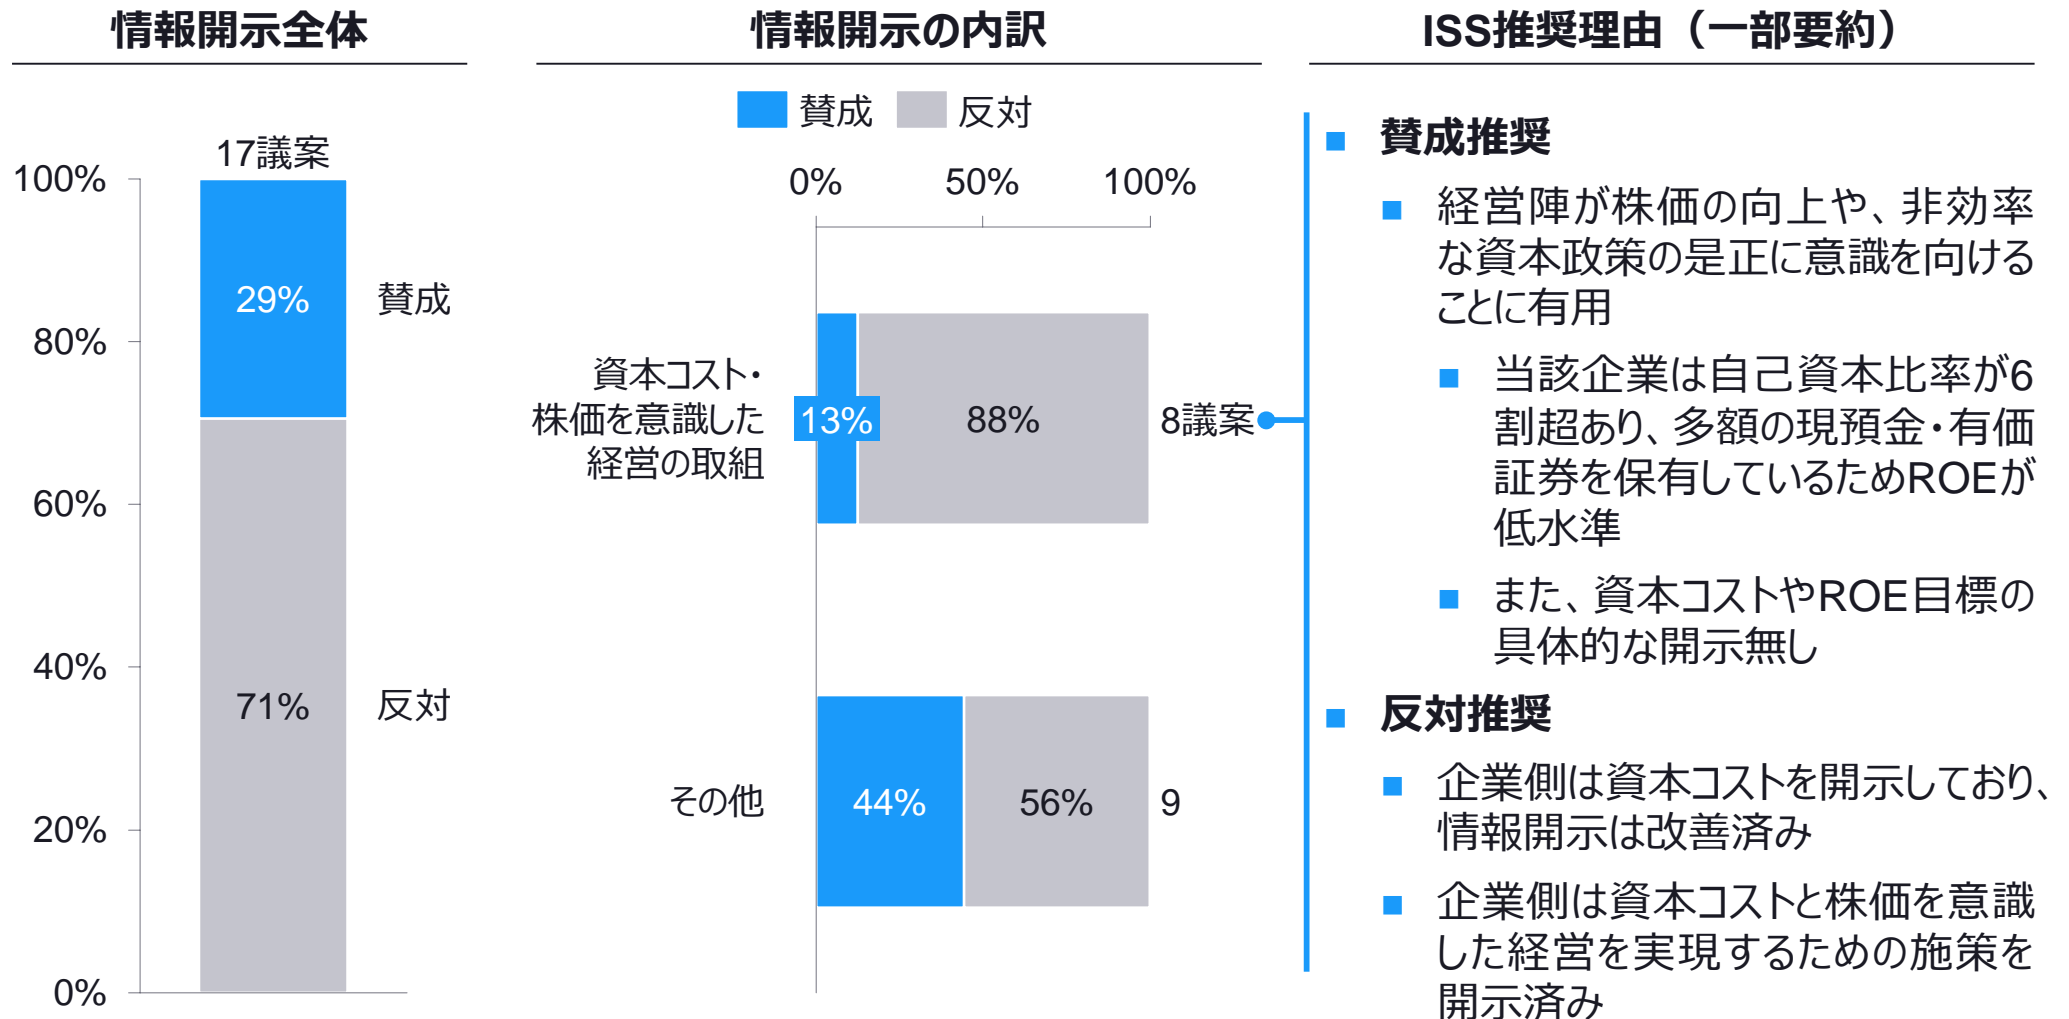 情報開示全体
17議案
100%
80%
60%
40%
20%
0%
29%
賛成
71%
反対
情報開示の内訳
賛成
反対
0%
50%
100%
資本コスト・
株価を意識した
経営の取組
13%
88%
8議案
その他
44%
56%
9
ISS推奨理由（一部要約）
■ 賛成推奨
■ 経営陣が株価の向上や、非効率
な資本政策の是正に意識を向ける
ことに有用
■ 当該企業は自己資本比率が6
割超あり、多額の現預金・有価
証券を保有しているためROEが
低水準
■ また、資本コストやROE目標の
具体的な開示無し
■ 反対推奨
■ 企業側は資本コストを開示しており、
情報開示は改善済み
■ 企業側は資本コストと株価を意識
した経営を実現するための施策を
開示済み